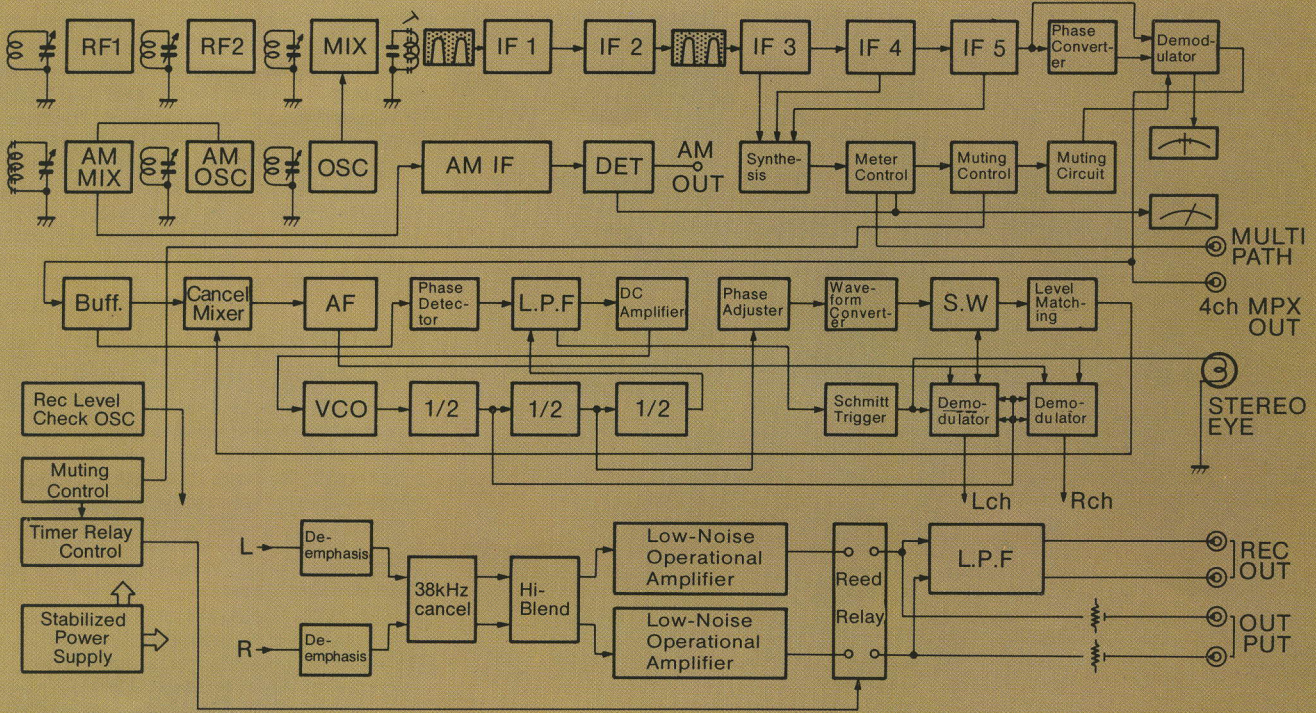 RF1
RF2
MIX
T
IF 1
IF 2
IF 3
IF 4
IF 5
Phase
Convert-
er
Demod-
ulator
AM
MIX
AM
OSC
OSC
AM IF
DET
AM
OUT
Synthe-
sis
Meter
Control
Muting
Control
Muting
Circuit
MULTI
PATH
4ch MPX
OUT
Buff.
Cancel
Mixer
AF
Phase
Detec-
tor
L.P.F
DC
Amplifier
Phase
Adjuster
Wave-
form
Convert-
er
S.W
Level
Match-
ing
Rec Level
Check OSC
VCO
1/2
1/2
1/2
Schmitt
Trigger
Demo-
dulator
Demo-
dulator
STEREO
EYE
Muting
Control
Lch
Rch
Timer Relay
Control
L
De-
emphasis
38kHz
cancel
Hi-
Blend
Low-Noise
Operational
Amplifier
Reed
Relay
L.P.F
REC
OUT
Stabilized
Power
Supply
R
De-
emphasis
Low-Noise
Operational
Amplifier
OUT
PUT